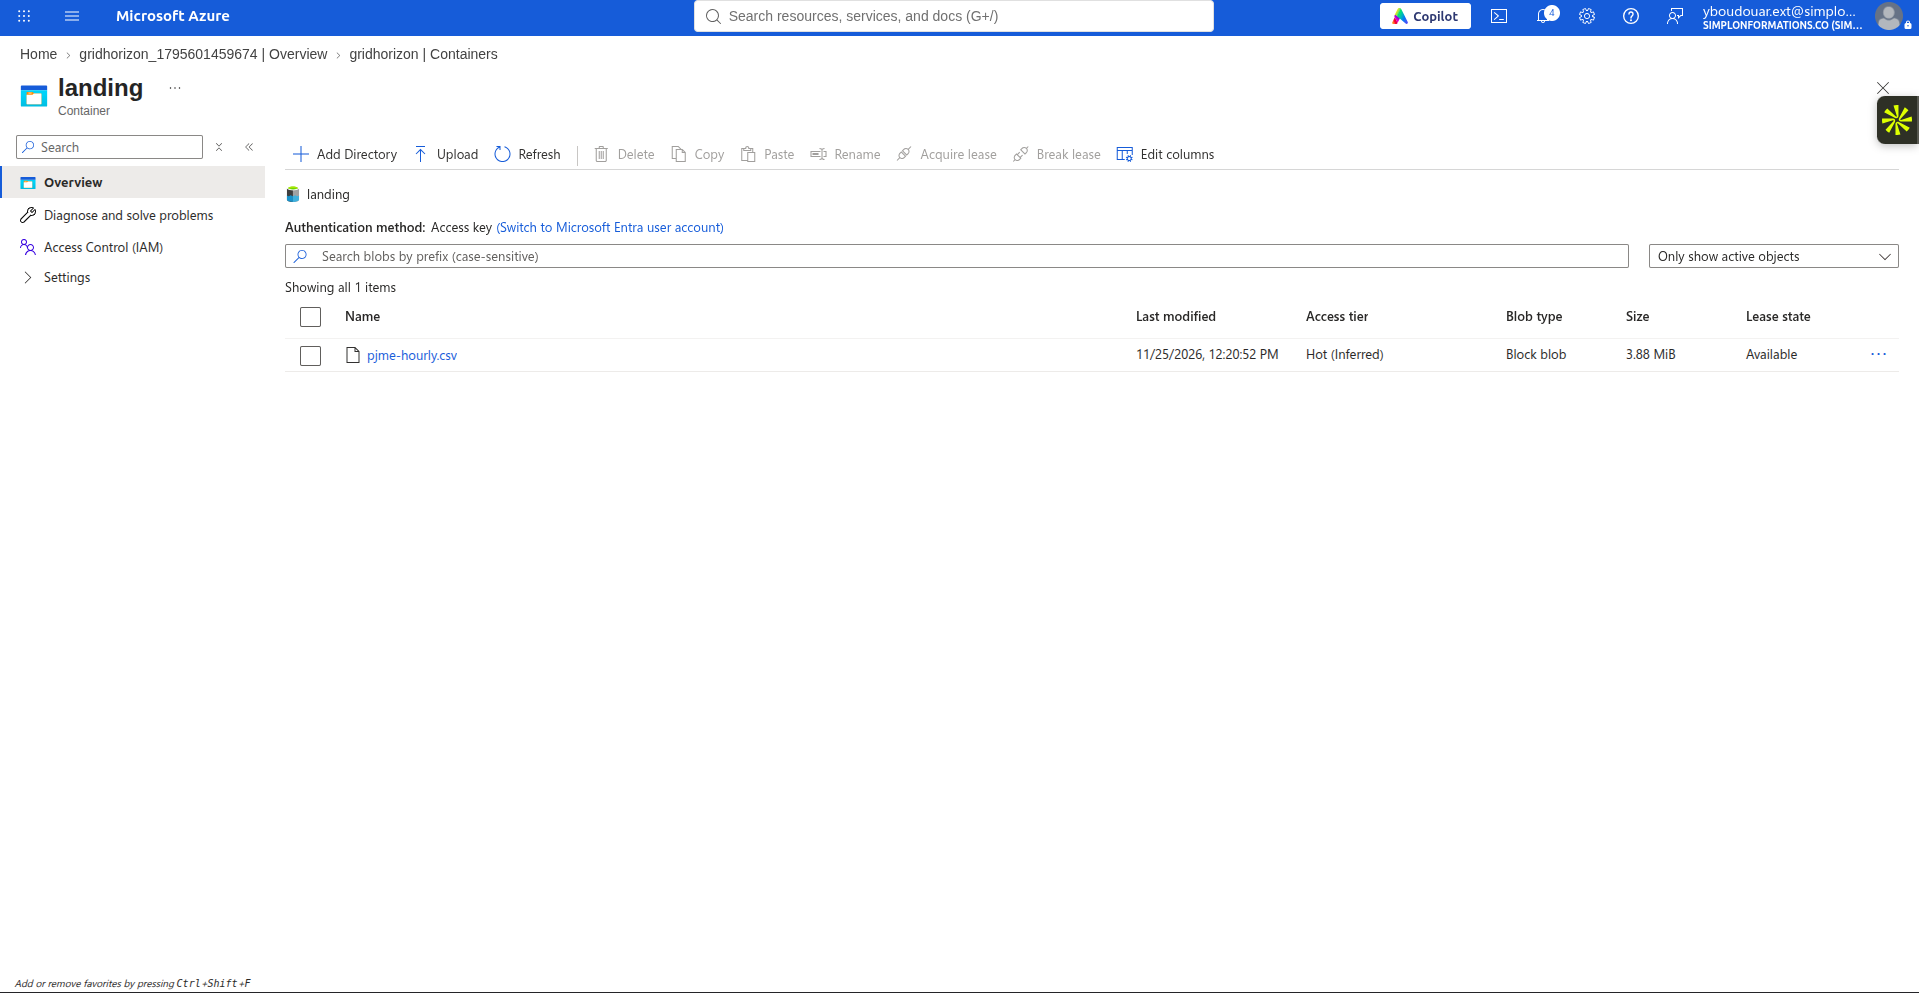 Microsoft Azure
Search resources, services, and docs (G+/)
Copilot
4
yboudouar.ext@simplo...
SIMPLONFORMATIONS.CO (SIM...
Home > gridhorizon_1795601459674 | Overview > gridhorizon | Containers
landing ...
Container
Search
Add Directory Upload Refresh Delete Copy Paste Rename Acquire lease Break lease Edit columns
Overview
Diagnose and solve problems
Access Control (IAM)
Settings
landing
Authentication method: Access key (Switch to Microsoft Entra user account)
Search blobs by prefix (case-sensitive)
Only show active objects
Showing all 1 items
Name Last modified Access tier Blob type Size Lease state
pjme-hourly.csv 11/25/2026, 12:20:52 PM Hot (Inferred) Block blob 3.88 MiB Available ...
Add or remove favorites by pressing Ctrl+Shift+F